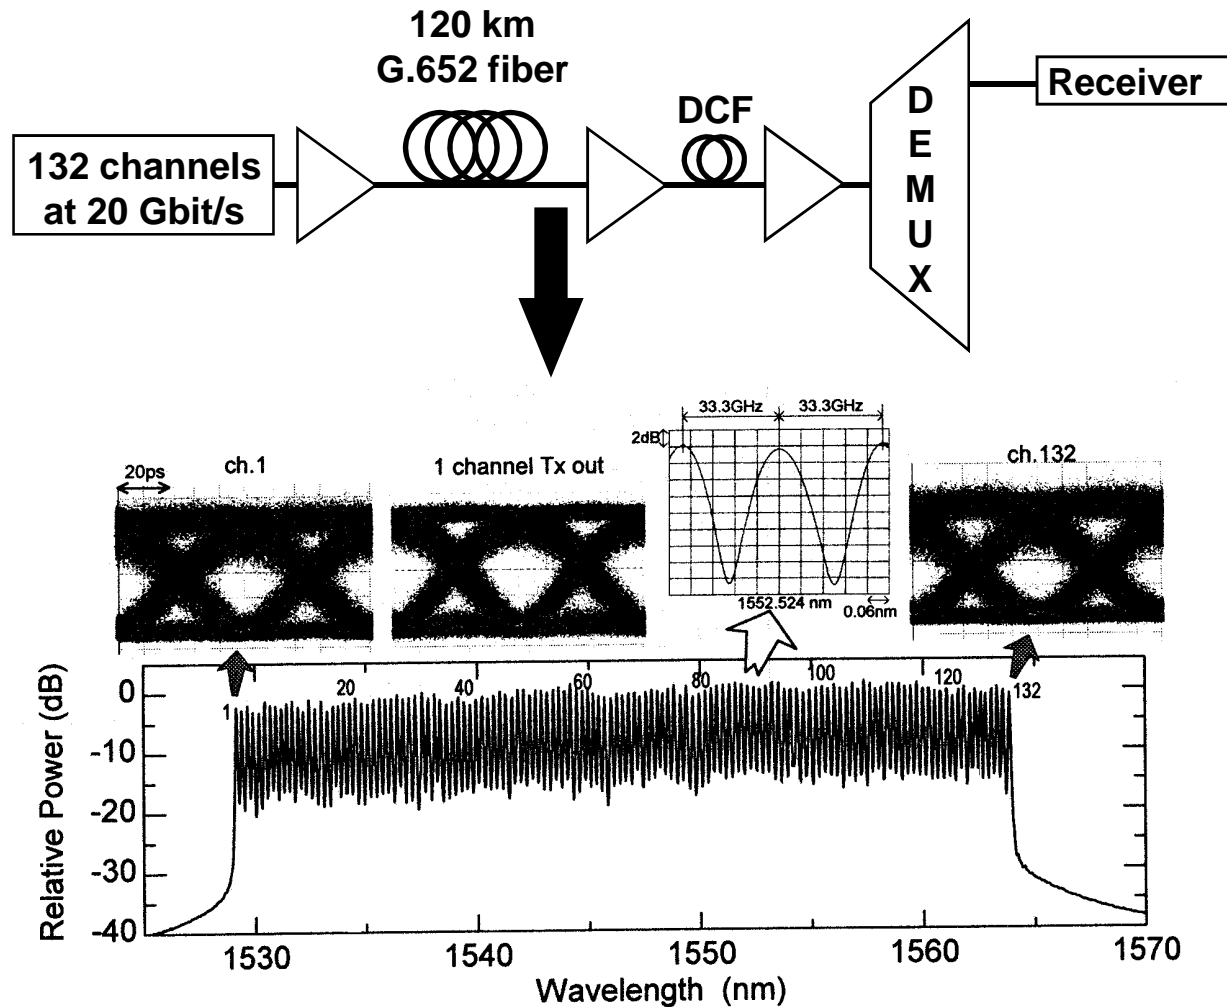 120 km
G.652 fiber
132 channels
at 20 Gbit/s
DCF
D
E
M
U
X
Receiver
ch.1
20ps
1 channel Tx out
33.3GHz 33.3GHz
2dB
1552.524 nm
0.06nm
ch.132
Relative Power (dB)
0
-10
-20
-30
-40
1 20 40 60 80 100 120 132
1530 1540 1550 1560 1570
Wavelength (nm)